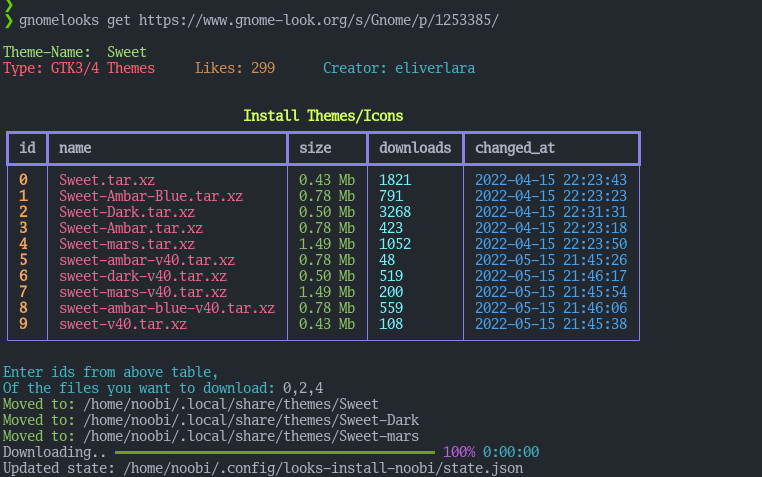 ❯
❯ gnomelooks get https://www.gnome-look.org/s/Gnome/p/1253385/
Theme-Name: Sweet
Type: GTK3/4 Themes Likes: 299 Creator: eliverlara
Install Themes/Icons
id name size downloads changed_at
0 Sweet.tar.xz 0.43 Mb 1821 2022-04-15 22:23:43
1 Sweet-Ambar-Blue.tar.xz 0.78 Mb 791 2022-04-15 22:23:23
2 Sweet-Dark.tar.xz 0.50 Mb 3268 2022-04-15 22:31:31
3 Sweet-Ambar.tar.xz 0.78 Mb 423 2022-04-15 22:23:18
4 Sweet-mars.tar.xz 1.49 Mb 1052 2022-04-15 22:23:50
5 sweet-ambar-v40.tar.xz 0.78 Mb 48 2022-05-15 21:45:26
6 sweet-dark-v40.tar.xz 0.50 Mb 519 2022-05-15 21:46:17
7 sweet-mars-v40.tar.xz 1.49 Mb 200 2022-05-15 21:45:54
8 sweet-ambar-blue-v40.tar.xz 0.78 Mb 559 2022-05-15 21:46:06
9 sweet-v40.tar.xz 0.43 Mb 108 2022-05-15 21:45:38
Enter ids from above table,
Of the files you want to download: 0,2,4
Moved to: /home/noobi/.local/share/themes/Sweet
Moved to: /home/noobi/.local/share/themes/Sweet-Dark
Moved to: /home/noobi/.local/share/themes/Sweet-mars
Downloading.. 100% 0:00:00
Updated state: /home/noobi/.config/looks-install-noobi/state.json